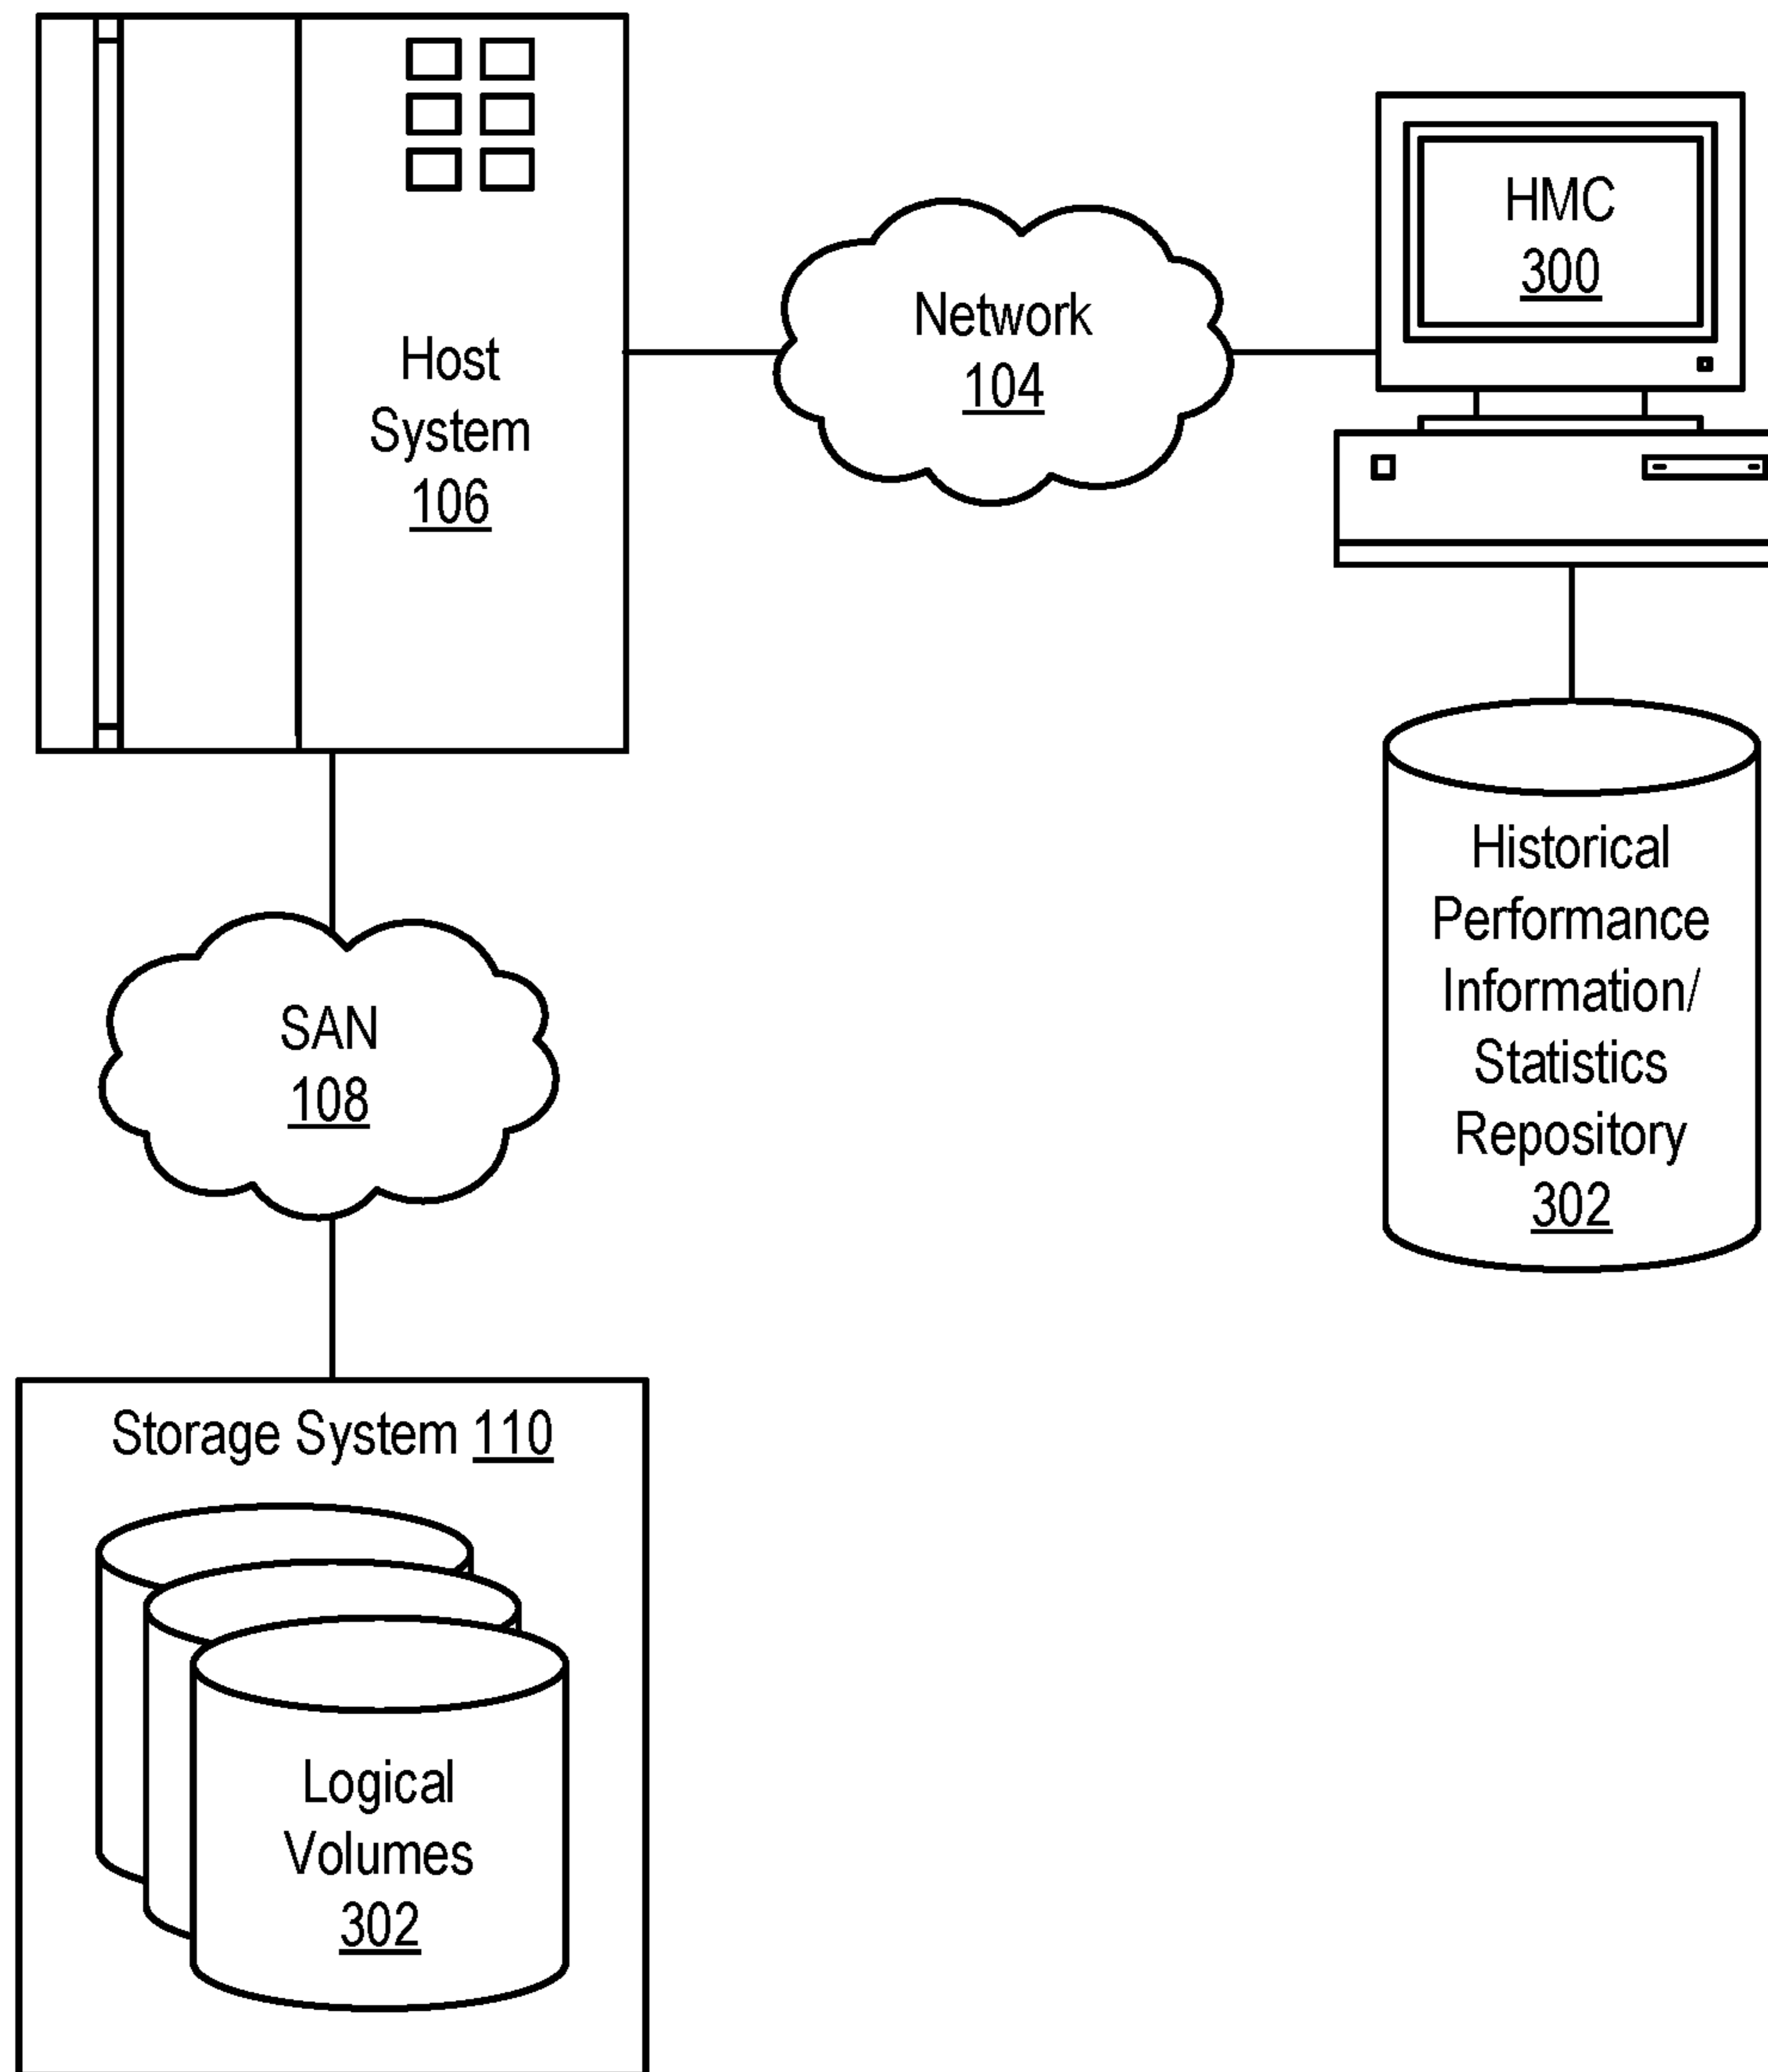 Host
System
106
Network
104
HMC
300
SAN
108
Historical
Performance
Information/
Statistics
Repository
302
Storage System 110
Logical
Volumes
302